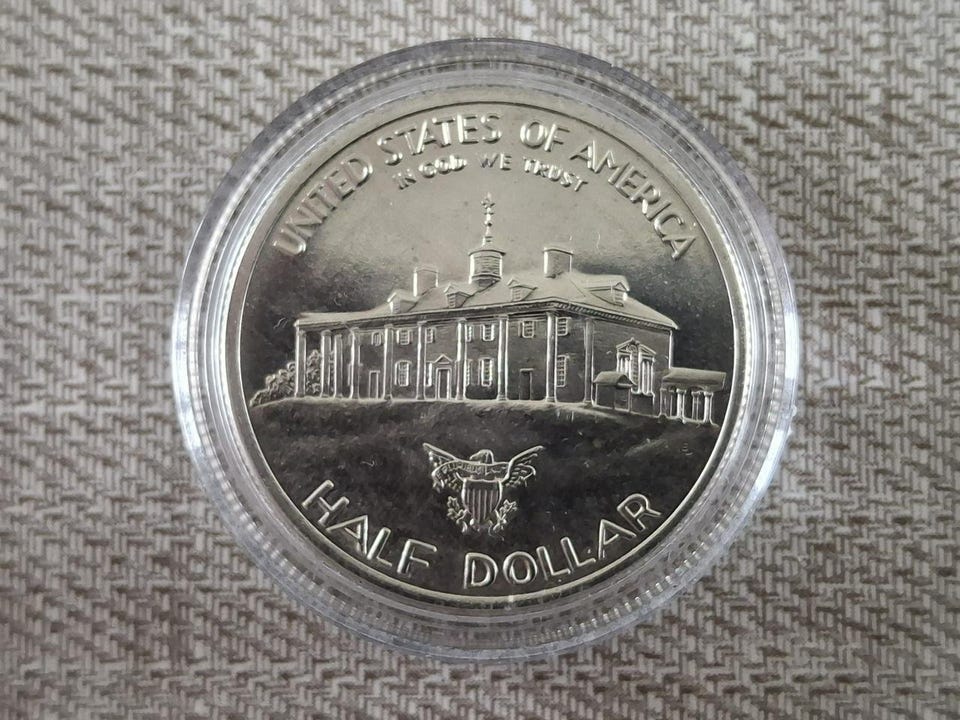 UNITED STATES OF AMERICA
IN GOD WE TRUST
HALF DOLLAR